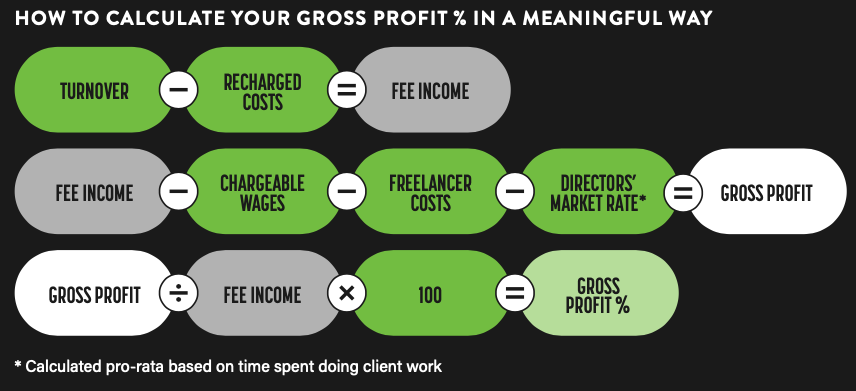 HOW TO CALCULATE YOUR GROSS PROFIT % IN A MEANINGFUL WAY
TURNOVER − RECHARGED COSTS = FEE INCOME
FEE INCOME − CHARGEABLE WAGES − FREELANCER COSTS − DIRECTORS’ MARKET RATE* = GROSS PROFIT
GROSS PROFIT ÷ FEE INCOME × 100 = GROSS PROFIT %
* Calculated pro-rata based on time spent doing client work